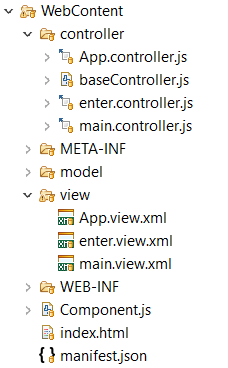 WebContent
controller
App.controller.js
baseController.js
enter.controller.js
main.controller.js
META-INF
model
view
App.view.xml
enter.view.xml
main.view.xml
WEB-INF
Component.js
index.html
manifest.json